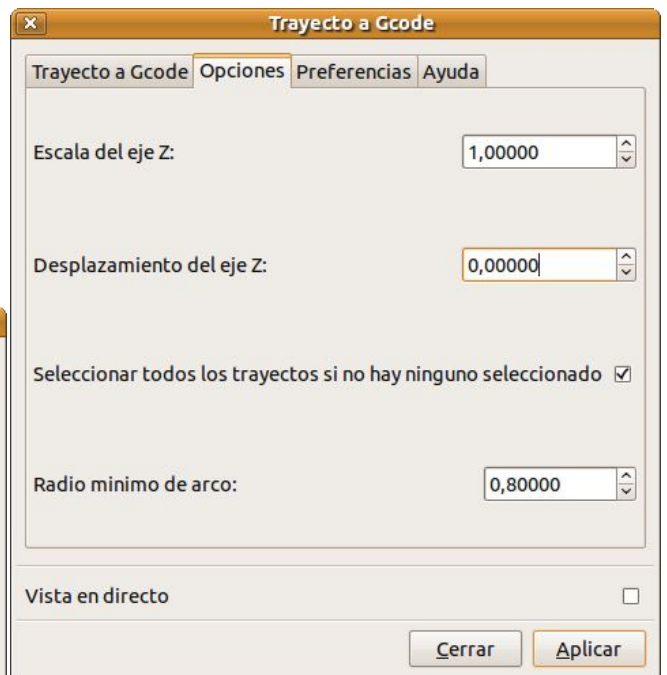 Trayecto a Gcode
Trayecto a Gcode Opciones Preferencias Ayuda
Escala del eje Z: 1,00000
Desplazamiento del eje Z: 0,00000
Seleccionar todos los trayectos si no hay ninguno seleccionado
Radio minimo de arco: 0,80000
Vista en directo
Cerrar Aplicar